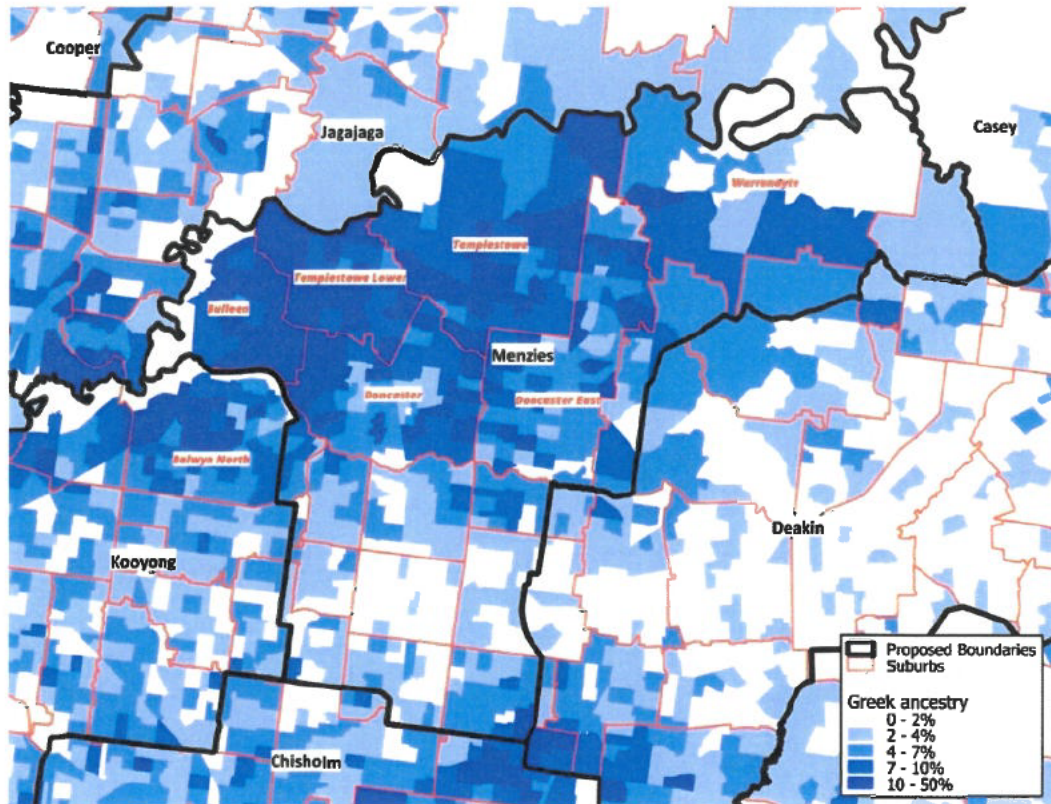 Cooper
Jagajaga
Casey
Warrandyte
Templestowe
Templestowe Lower
Bulleen
Menzies
Doncaster
Doncaster East
Balwyn North
Deakin
Kooyong
Chisholm
Proposed Boundaries
Suburbs
Greek ancestry
0 - 2%
2 - 4%
4 - 7%
7 - 10%
10 - 50%